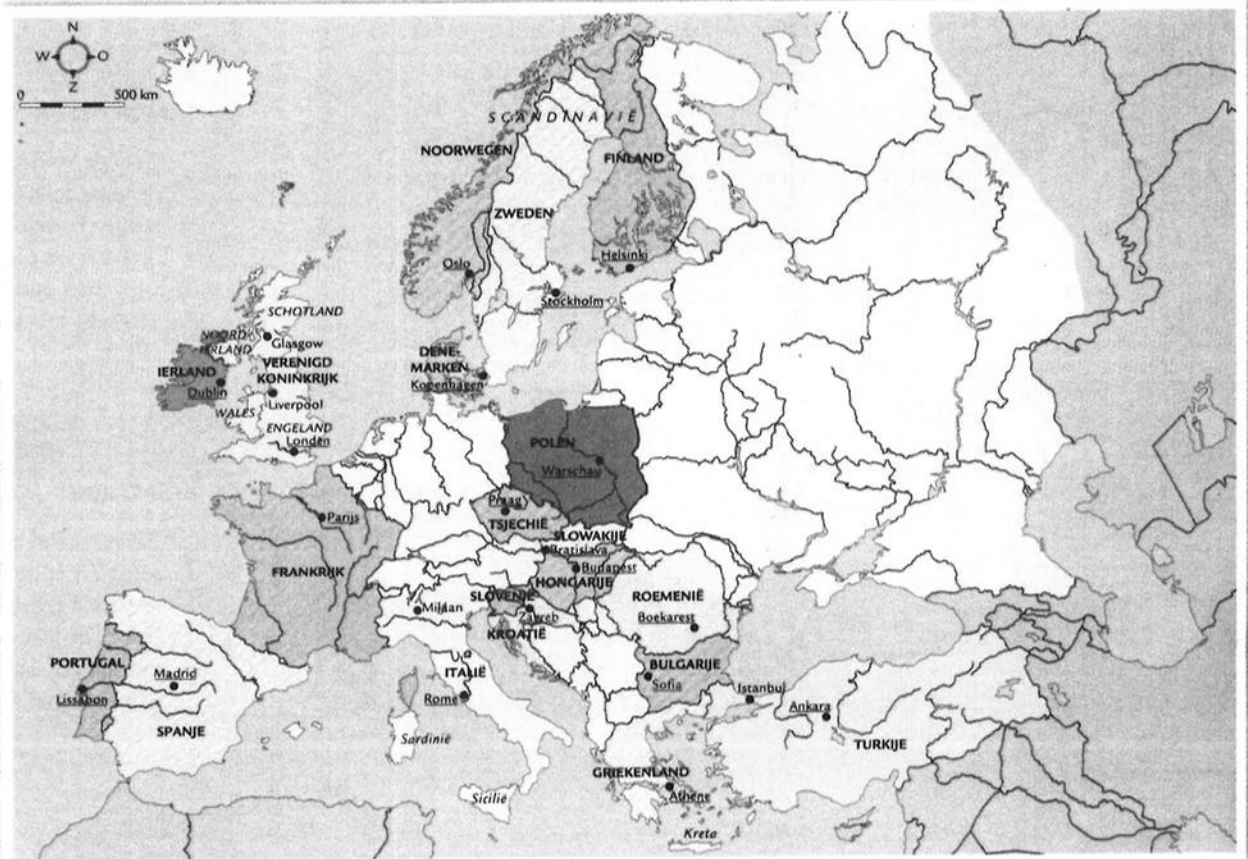 N
W O
Z
0 500 km
SCANDINAVIË
NOORWEGEN
FINLAND
ZWEDEN
Helsinki
Oslo
Stockholm
SCHOTLAND
NOORD-
IERLAND
Glasgow
DENE-
MARKEN
Kopenhagen
IERLAND
Dublin
VERENIGD
KONINKRIJK
Liverpool
WALES
ENGELAND
Londen
POLEN
Warschau
Praag
TSJECHIË
Parijs
SLOWAKIJE
Bratislava
Budapest
HONGARIJE
FRANKRIJK
SLOVENIË
ROEMENIË
Milaan
Zagreb
Boekarest
KROATIË
PORTUGAL
Madrid
ITALIË
BULGARIJE
Lissabon
Rome
Sofia
Istanbul
Ankara
SPANJE
Sardinië
TURKIJE
GRIEKENLAND
Athene
Sicilië
Kreta